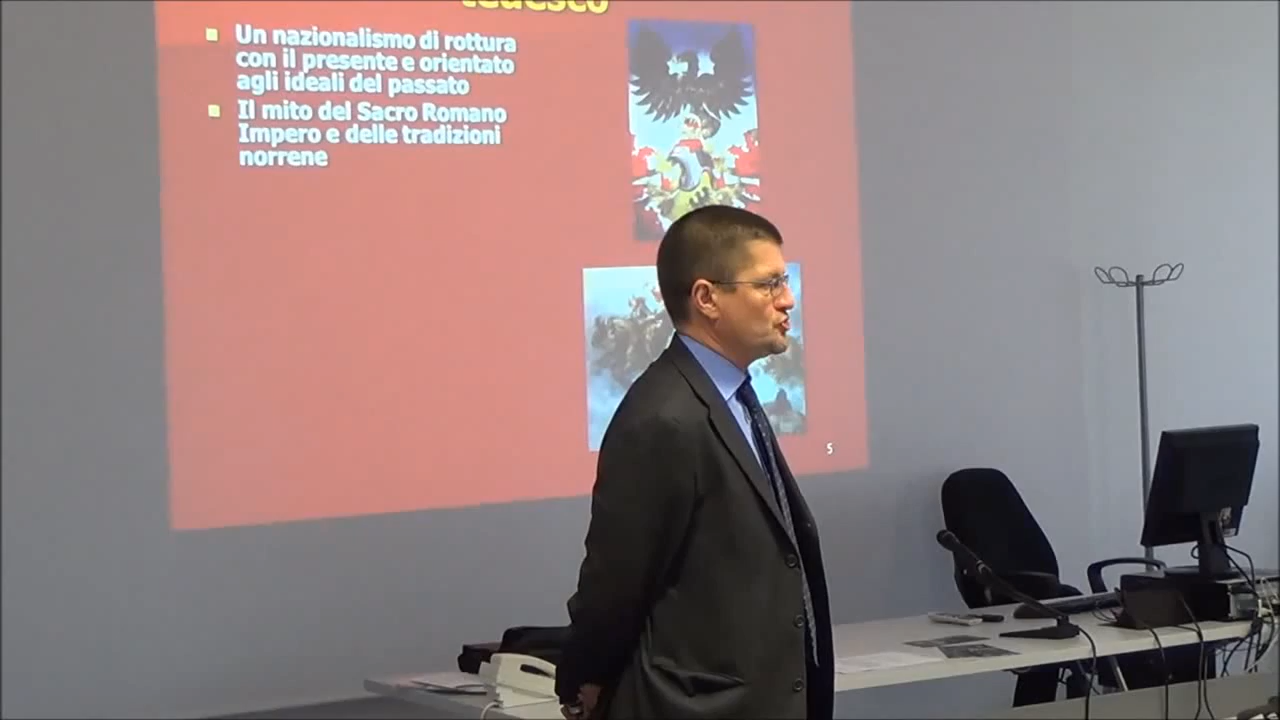 tedesco
Un nazionalismo di rottura
con il presente e orientato
agli ideali del passato
Il mito del Sacro Romano
Impero e delle tradizioni
norrene
5